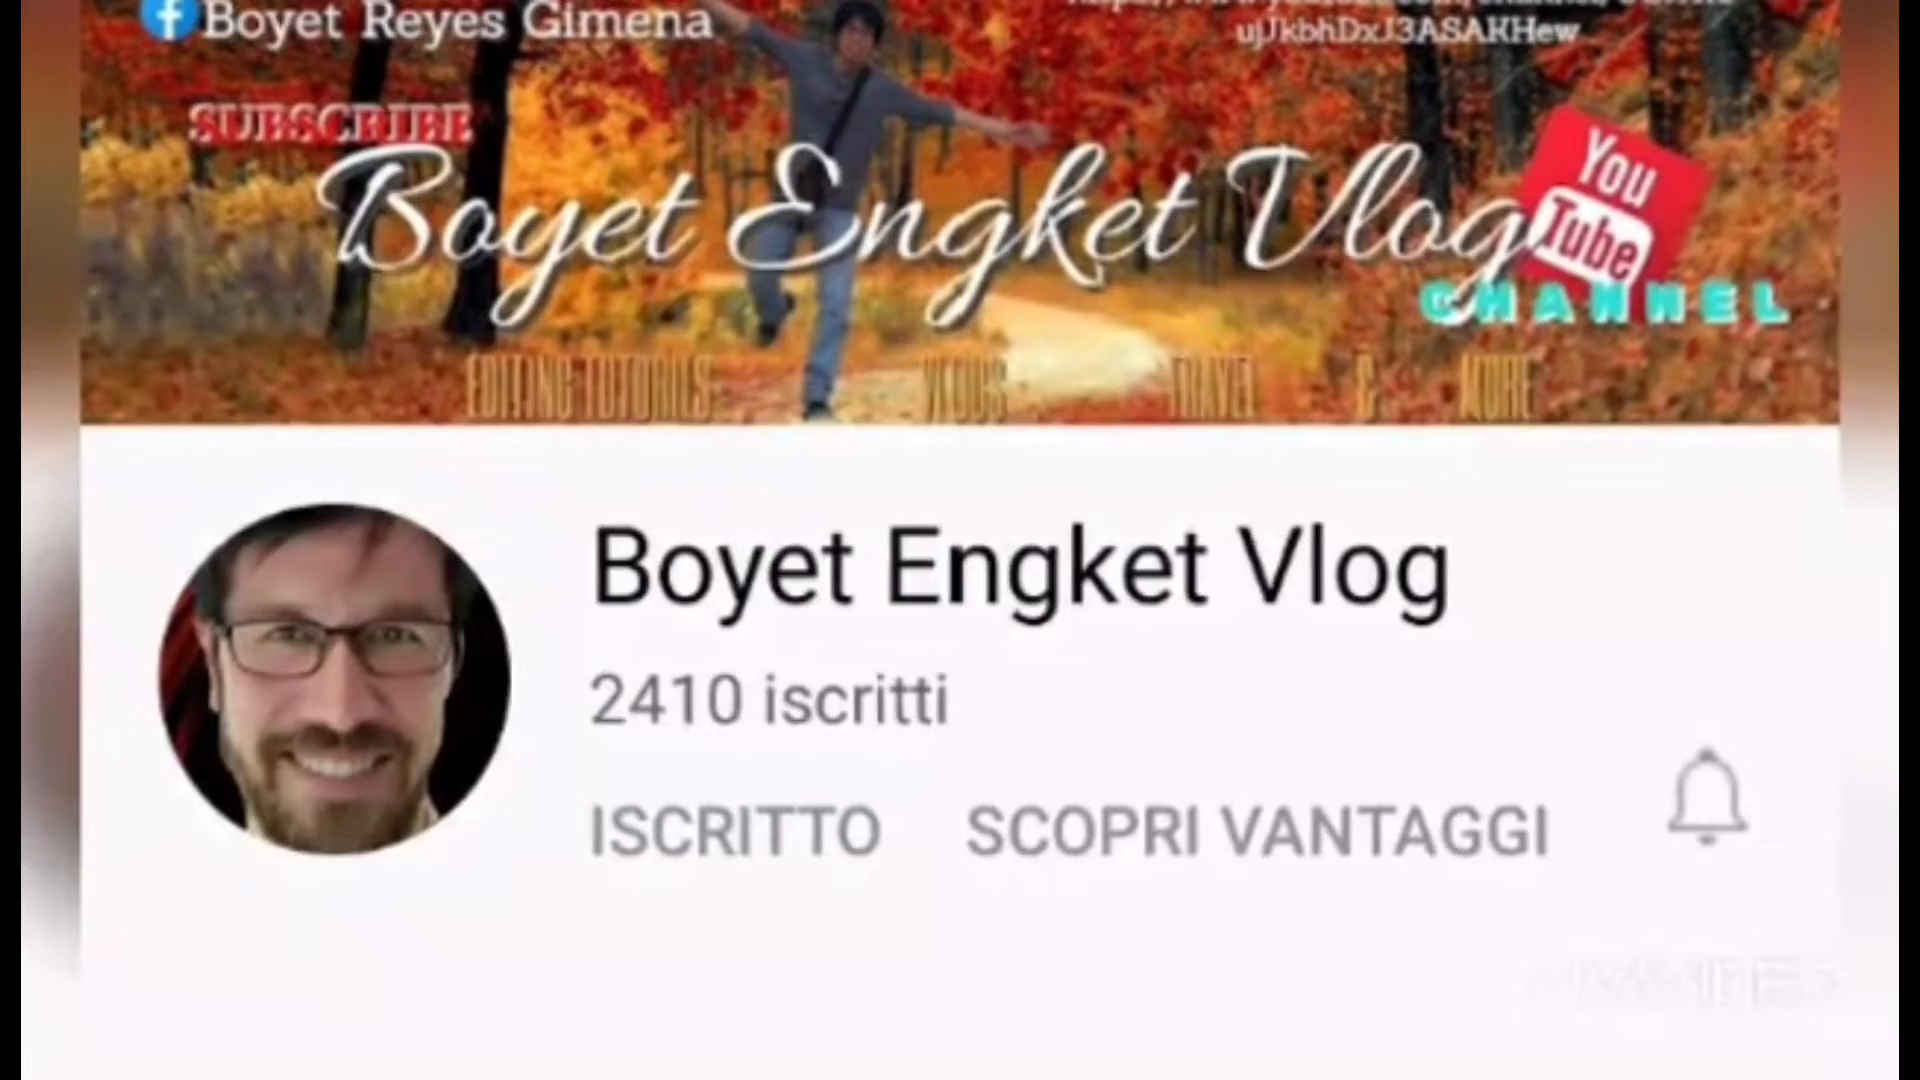 Boyet Reyes Gimena
ujJkbhDxJ3ASAKHew
SUBSCRIBE
Boyet Engket Vlog
You
Tube
CHANNEL
EDITING TUTORIALS VLOGS TRAVEL & MORE
Boyet Engket Vlog
2410 iscritti
ISCRITTO SCOPRI VANTAGGI